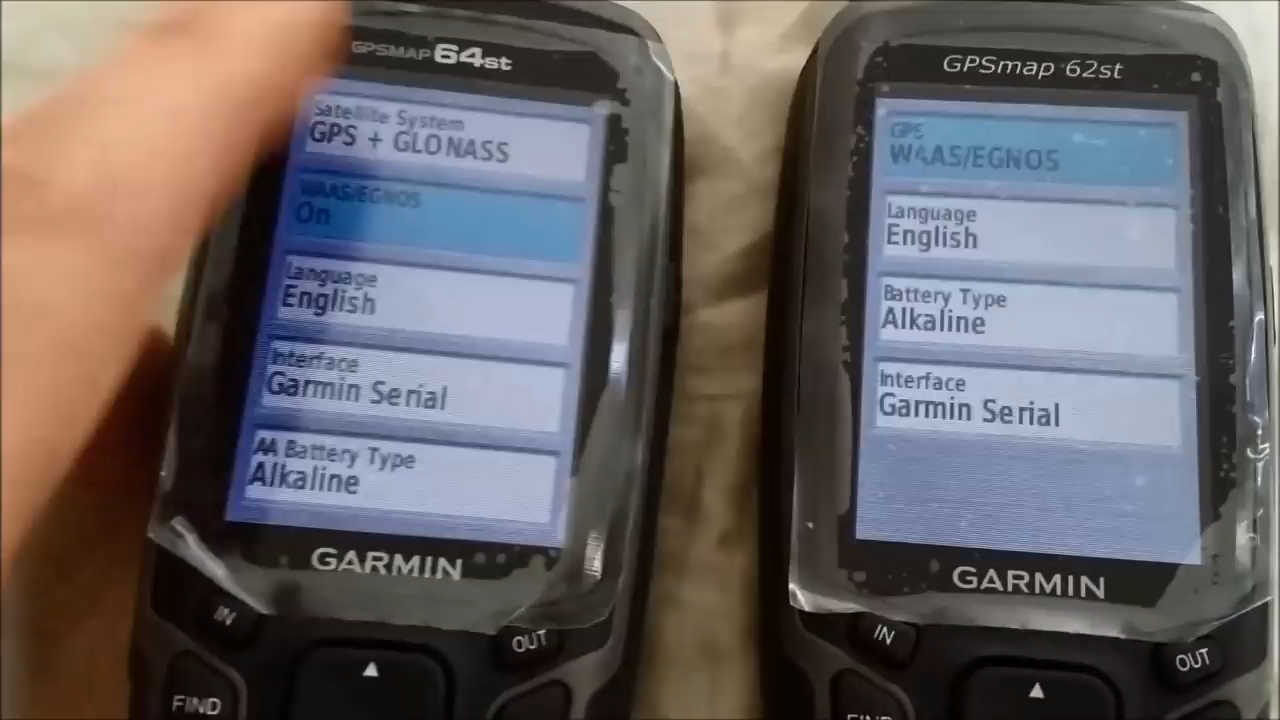 GPSMAP 64st
Satellite System
GPS + GLONASS
WAAS/EGNOS
On
Language
English
Interface
Garmin Serial
AA Battery Type
Alkaline
GARMIN
IN
OUT
FIND
GPSmap 62st
GPS
WAAS/EGNOS
Language
English
Battery Type
Alkaline
Interface
Garmin Serial
GARMIN
IN
OUT
FIND